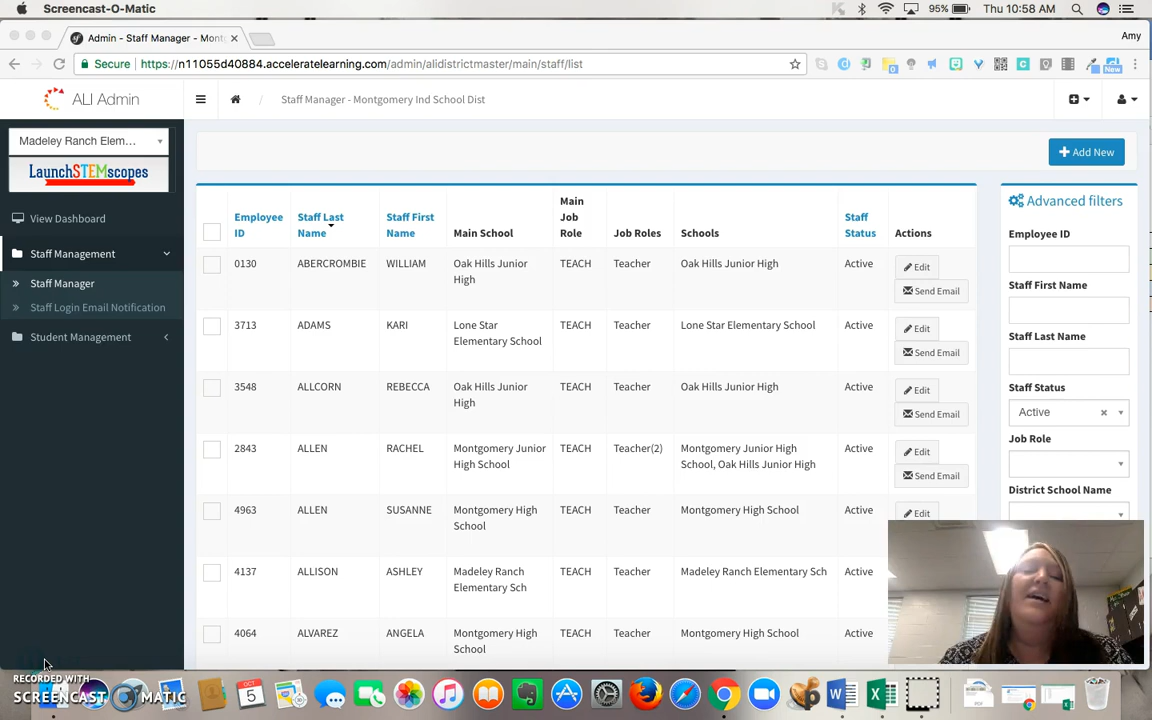 Screencast-O-Matic
95%
Thu 10:58 AM
Admin - Staff Manager - Mont
Amy
Secure
https://n11055d40884.acceleratelearning.com/admin/alidistrictmaster/main/staff/list
New
ALI Admin
/ Staff Manager - Montgomery Ind School Dist
Madeley Ranch Elem...
LaunchSTEMscopes
View Dashboard
Staff Management
Staff Manager
Staff Login Email Notification
Student Management
Add New
Employee ID
Staff Last Name
Staff First Name
Main School
Main Job Role
Job Roles
Schools
Staff Status
Actions
0130 ABERCROMBIE WILLIAM Oak Hills Junior High TEACH Teacher Oak Hills Junior High Active Edit Send Email
3713 ADAMS KARI Lone Star Elementary School TEACH Teacher Lone Star Elementary School Active Edit Send Email
3548 ALLCORN REBECCA Oak Hills Junior High TEACH Teacher Oak Hills Junior High Active Edit Send Email
2843 ALLEN RACHEL Montgomery Junior High School TEACH Teacher(2) Montgomery Junior High School, Oak Hills Junior High Active Edit Send Email
4963 ALLEN SUSANNE Montgomery High School TEACH Teacher Montgomery High School Active Edit
4137 ALLISON ASHLEY Madeley Ranch Elementary Sch TEACH Teacher Madeley Ranch Elementary Sch Active
4064 ALVAREZ ANGELA Montgomery High School TEACH Teacher Montgomery High School Active
Advanced filters
Employee ID
Staff First Name
Staff Last Name
Staff Status
Active
Job Role
District School Name
RECORDED WITH
SCREENCAST MATIC
OCT
5